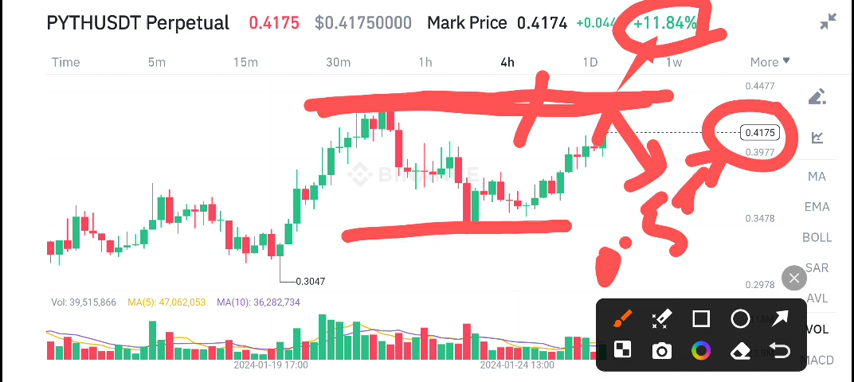 PYTHUSDT Perpetual 0.4175 $0.41750000 Mark Price 0.4174 +0.044 +11.84%
Time 5m 15m 30m 1h 4h 1D 1w More
0.4477
0.4175
0.3977
BINANCE
MA
0.3478
EMA
BOLL
0.3047
SAR
0.2978
AVL
Vol: 39,515,866 MA(5): 47,062,053 MA(10): 36,282,734
VOL
MACD
2024-01-19 17:00 2024-01-24 13:00